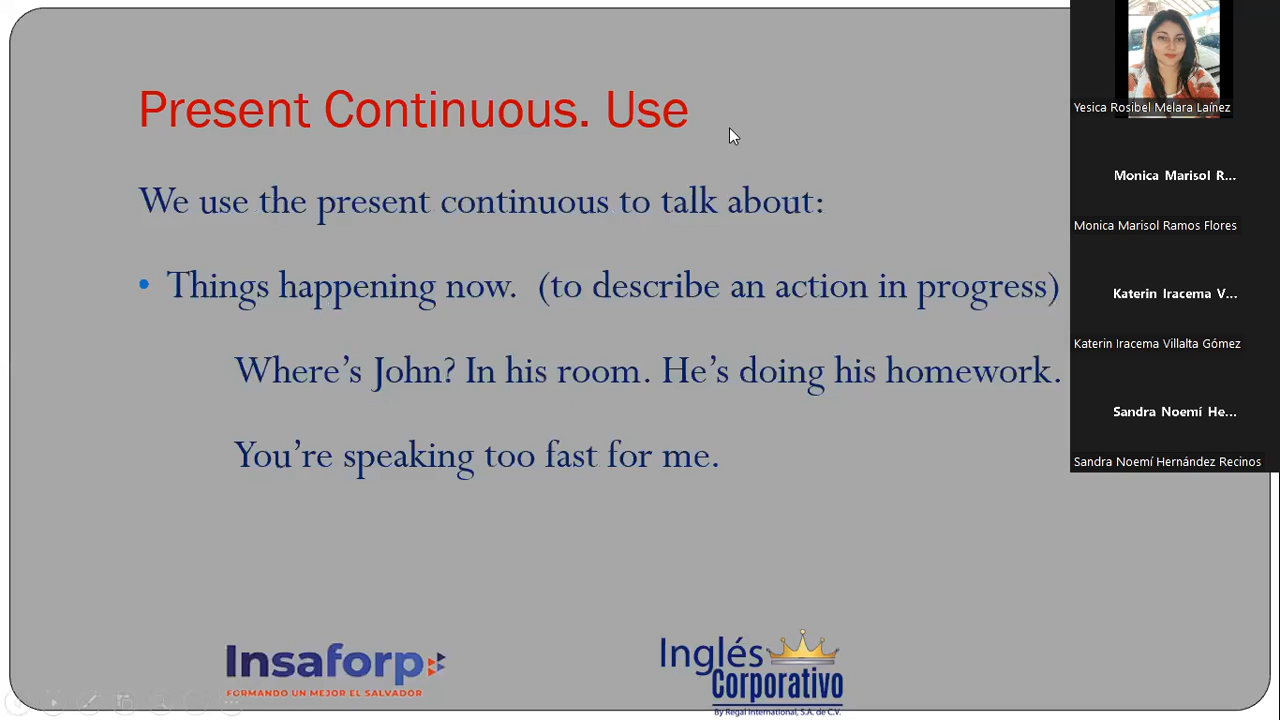 Present Continuous. Use
We use the present continuous to talk about:
• Things happening now. (to describe an action in progress)
Where's John? In his room. He's doing his homework.
You're speaking too fast for me.
Insaforp
FORMANDO UN MEJOR EL SALVADOR
Inglés
Corporativo
By Regal International, S.A. de C.V.
Yesica Rosibel Melara Laínez
Monica Marisol R...
Monica Marisol Ramos Flores
Katerin Iracema V...
Katerin Iracema Villalta Gómez
Sandra Noemí He...
Sandra Noemí Hernández Recinos